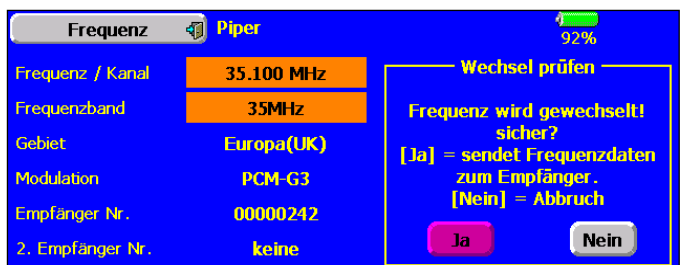 Frequenz
Piper
92%
Frequenz / Kanal
35.100 MHz
Frequenzband
35MHz
Gebiet
Europa(UK)
Modulation
PCM-G3
Empfänger Nr.
00000242
2. Empfänger Nr.
keine
Wechsel prüfen
Frequenz wird gewechselt!
sicher?
[Ja] = sendet Frequenzdaten
zum Empfänger.
[Nein] = Abbruch
Ja
Nein